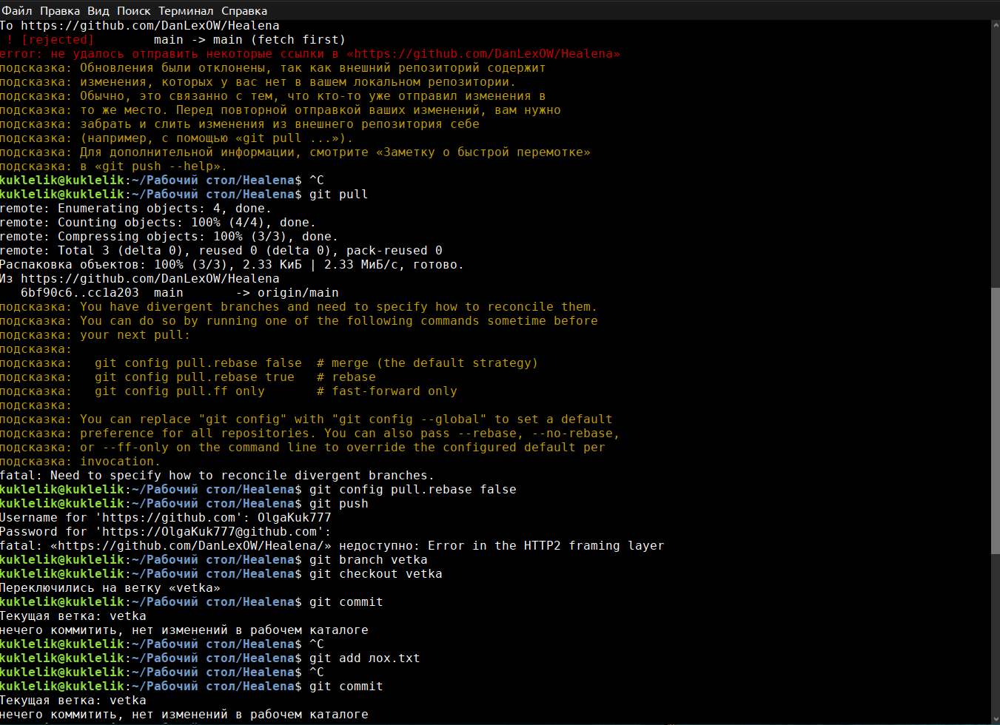 Файл Правка Вид Поиск Терминал Справка
To https://github.com/DanLexOW/Healena
 ! [rejected]        main -> main (fetch first)
error: не удалось отправить некоторые ссылки в «https://github.com/DanLexOW/Healena»
подсказка: Обновления были отклонены, так как внешний репозиторий содержит
подсказка: изменения, которых у вас нет в вашем локальном репозитории.
подсказка: Обычно, это связанно с тем, что кто-то уже отправил изменения в
подсказка: то же место. Перед повторной отправкой ваших изменений, вам нужно
подсказка: забрать и слить изменения из внешнего репозитория себе
подсказка: (например, с помощью «git pull ...»).
подсказка: Для дополнительной информации, смотрите «Заметку о быстрой перемотке»
подсказка: в «git push --help».
kuklelik@kuklelik:~/Рабочий стол/Healena$ ^C
kuklelik@kuklelik:~/Рабочий стол/Healena$ git pull
remote: Enumerating objects: 4, done.
remote: Counting objects: 100% (4/4), done.
remote: Compressing objects: 100% (3/3), done.
remote: Total 3 (delta 0), reused 0 (delta 0), pack-reused 0
Распаковка объектов: 100% (3/3), 2.33 КиБ | 2.33 МиБ/с, готово.
Из https://github.com/DanLexOW/Healena
   6bf90c6..cc1a203  main       -> origin/main
подсказка: You have divergent branches and need to specify how to reconcile them.
подсказка: You can do so by running one of the following commands sometime before
подсказка: your next pull:
подсказка:
подсказка:   git config pull.rebase false  # merge (the default strategy)
подсказка:   git config pull.rebase true   # rebase
подсказка:   git config pull.ff only       # fast-forward only
подсказка:
подсказка: You can replace "git config" with "git config --global" to set a default
подсказка: preference for all repositories. You can also pass --rebase, --no-rebase,
подсказка: or --ff-only on the command line to override the configured default per
подсказка: invocation.
fatal: Need to specify how to reconcile divergent branches.
kuklelik@kuklelik:~/Рабочий стол/Healena$ git config pull.rebase false
kuklelik@kuklelik:~/Рабочий стол/Healena$ git push
Username for 'https://github.com': OlgaKuk777
Password for 'https://OlgaKuk777@github.com':
fatal: «https://github.com/DanLexOW/Healena/» недоступно: Error in the HTTP2 framing layer
kuklelik@kuklelik:~/Рабочий стол/Healena$ git branch vetka
kuklelik@kuklelik:~/Рабочий стол/Healena$ git checkout vetka
Переключились на ветку «vetka»
kuklelik@kuklelik:~/Рабочий стол/Healena$ git commit
Текущая ветка: vetka
нечего коммитить, нет изменений в рабочем каталоге
kuklelik@kuklelik:~/Рабочий стол/Healena$ ^C
kuklelik@kuklelik:~/Рабочий стол/Healena$ git add лох.txt
kuklelik@kuklelik:~/Рабочий стол/Healena$ ^C
kuklelik@kuklelik:~/Рабочий стол/Healena$ git commit
Текущая ветка: vetka
нечего коммитить, нет изменений в рабочем каталоге